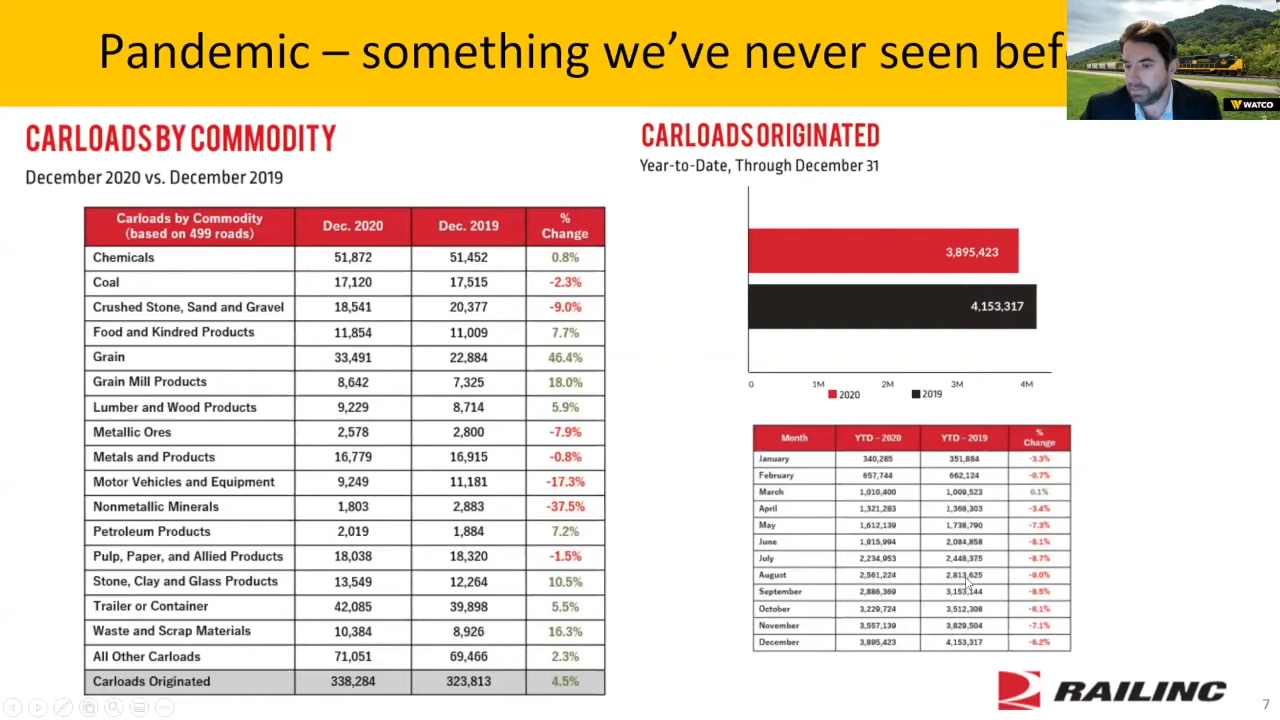 Pandemic – something we've never seen bef
WATCO
CARLOADS BY COMMODITY
December 2020 vs. December 2019
Carloads by Commodity (based on 499 roads) Dec. 2020 Dec. 2019 % Change
Chemicals 51,872 51,452 0.8%
Coal 17,120 17,515 -2.3%
Crushed Stone, Sand and Gravel 18,541 20,377 -9.0%
Food and Kindred Products 11,854 11,009 7.7%
Grain 33,491 22,884 46.4%
Grain Mill Products 8,642 7,325 18.0%
Lumber and Wood Products 9,229 8,714 5.9%
Metallic Ores 2,578 2,800 -7.9%
Metals and Products 16,779 16,915 -0.8%
Motor Vehicles and Equipment 9,249 11,181 -17.3%
Nonmetallic Minerals 1,803 2,883 -37.5%
Petroleum Products 2,019 1,884 7.2%
Pulp, Paper, and Allied Products 18,038 18,320 -1.5%
Stone, Clay and Glass Products 13,549 12,264 10.5%
Trailer or Container 42,085 39,898 5.5%
Waste and Scrap Materials 10,384 8,926 16.3%
All Other Carloads 71,051 69,466 2.3%
Carloads Originated 338,284 323,813 4.5%
CARLOADS ORIGINATED
Year-to-Date, Through December 31
3,895,423
4,153,317
0 1M 2M 3M 4M
2020 2019
Month YTD – 2020 YTD – 2019 % Change
January 340,285 351,884 -3.3%
February 657,744 662,124 -0.7%
March 1,010,400 1,009,523 0.1%
April 1,321,283 1,368,303 -3.4%
May 1,612,139 1,738,790 -7.3%
June 1,915,994 2,084,858 -8.1%
July 2,234,953 2,448,375 -8.7%
August 2,561,224 2,813,625 -9.0%
September 2,886,369 3,153,144 -8.5%
October 3,229,724 3,512,308 -8.1%
November 3,557,139 3,829,504 -7.1%
December 3,895,423 4,153,317 -6.2%
RAILINC
7